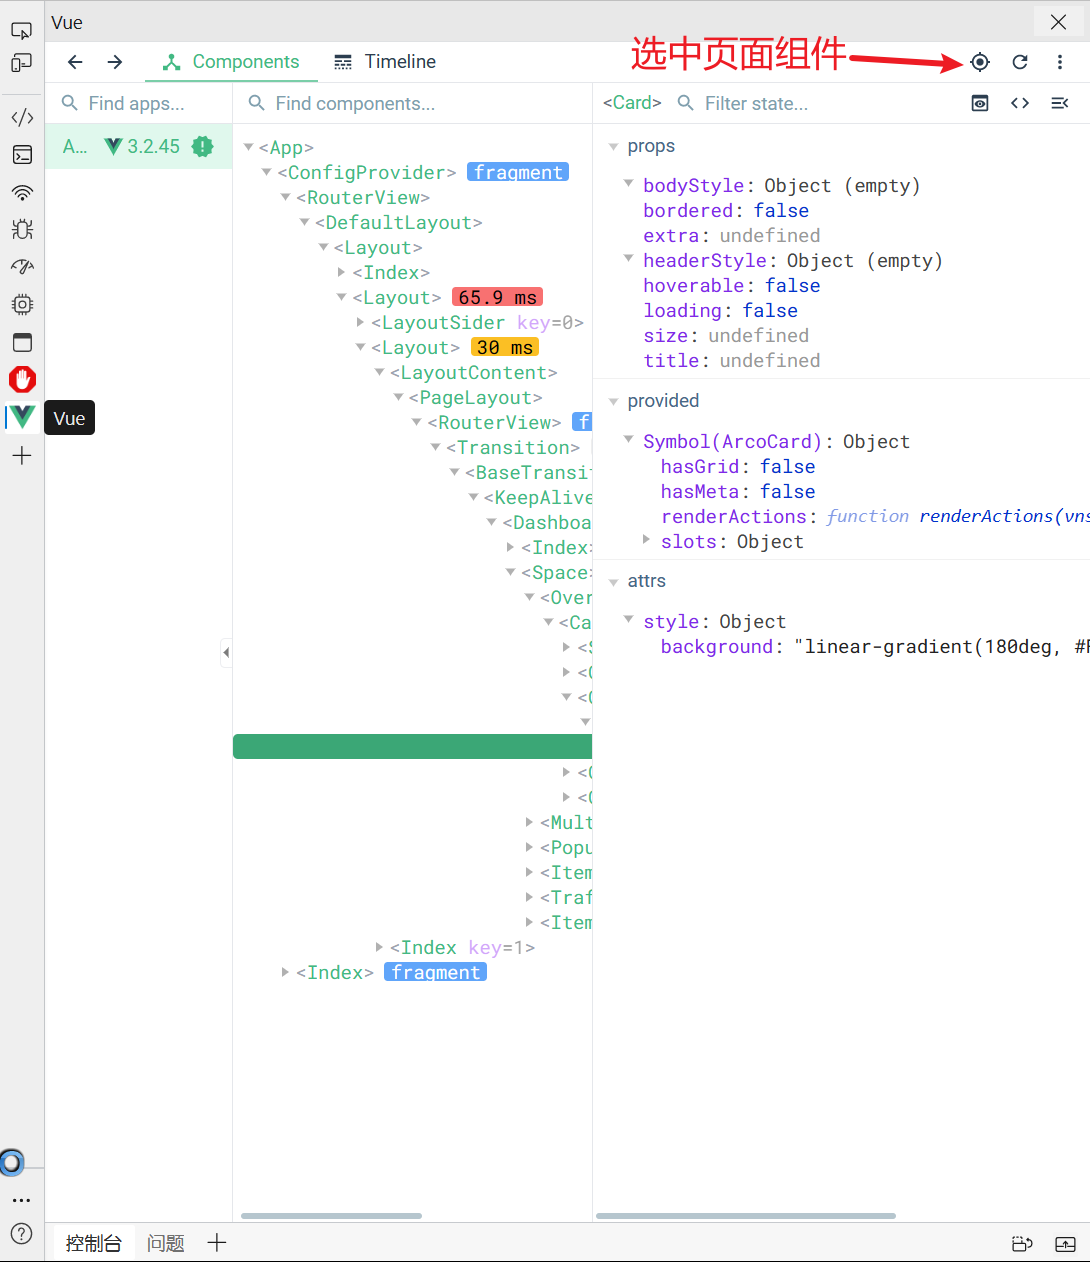 Vue
Components
Timeline
选中页面组件
Find apps...
Find components...
<Card>
Filter state...
A...
3.2.45
<App>
<ConfigProvider> fragment
<RouterView>
<DefaultLayout>
<Layout>
<Index>
<Layout> 65.9 ms
<LayoutSider key=0>
<Layout> 30 ms
<LayoutContent>
<PageLayout>
<RouterView> f
<Transition>
<BaseTransit
<KeepAlive
<Dashboa
<Index>
<Space>
<Over
<Ca
<S
<C
<C
<C
<C
<Mult
<Popu
<Item
<Traf
<Item
<Index key=1>
<Index> fragment
props
bodyStyle: Object (empty)
bordered: false
extra: undefined
headerStyle: Object (empty)
hoverable: false
loading: false
size: undefined
title: undefined
provided
Symbol(ArcoCard): Object
hasGrid: false
hasMeta: false
renderActions: function renderActions(vns
slots: Object
attrs
style: Object
background: "linear-gradient(180deg, #F
Vue
控制台
问题